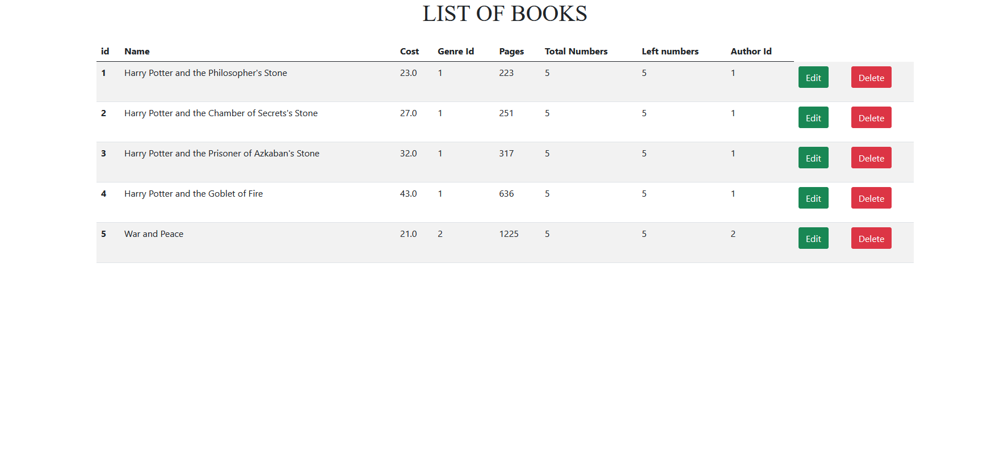 LIST OF BOOKS
id Name Cost Genre Id Pages Total Numbers Left numbers Author Id
1 Harry Potter and the Philosopher's Stone 23.0 1 223 5 5 1 Edit Delete
2 Harry Potter and the Chamber of Secrets's Stone 27.0 1 251 5 5 1 Edit Delete
3 Harry Potter and the Prisoner of Azkaban's Stone 32.0 1 317 5 5 1 Edit Delete
4 Harry Potter and the Goblet of Fire 43.0 1 636 5 5 1 Edit Delete
5 War and Peace 21.0 2 1225 5 5 2 Edit Delete